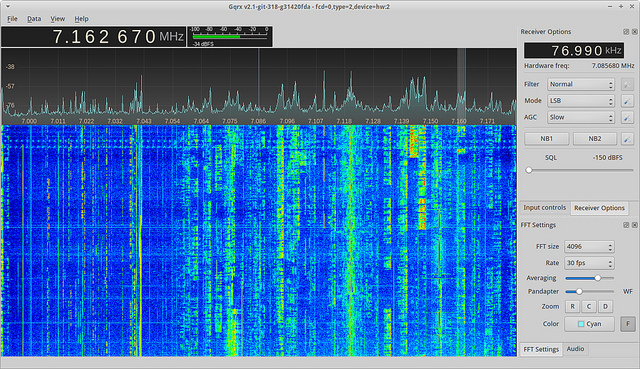 Gqrx v2.1-git-318-g31420fda - fcd=0,type=2,device=hw:2
File Data View Help
7.162 670 MHz
-100 -80 -60 -40 -20 0
-34 dBFS
-38
-57
-76
7.000 7.011 7.022 7.032 7.043 7.054 7.064 7.075 7.086 7.096 7.107 7.118 7.128 7.139 7.150 7.160 7.171
Receiver Options
76.990 kHz
Hardware freq: 7.085680 MHz
Filter Normal
Mode LSB
AGC Slow
NB1 NB2
SQL -150 dBFS
Input controls Receiver Options
FFT Settings
FFT size 4096
Rate 30 fps
Averaging
Pandapter WF
Zoom R C D
Color Cyan F
FFT Settings Audio